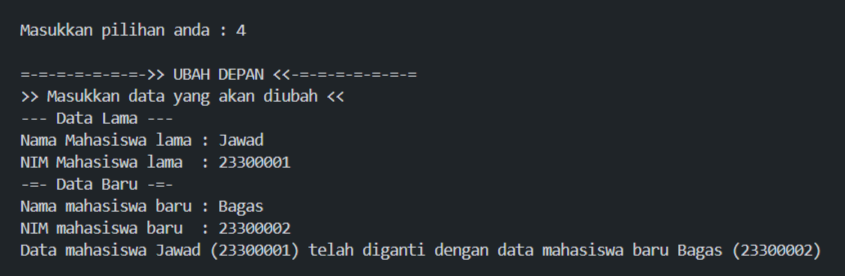 Masukkan pilihan anda : 4
=-=-=-=-=-=-=->> UBAH DEPAN <<-=-=-=-=-=-=-=
>> Masukkan data yang akan diubah <<
--- Data Lama ---
Nama Mahasiswa lama : Jawad
NIM Mahasiswa lama  : 23300001
-=- Data Baru -=-
Nama mahasiswa baru : Bagas
NIM mahasiswa baru  : 23300002
Data mahasiswa Jawad (23300001) telah diganti dengan data mahasiswa baru Bagas (23300002)